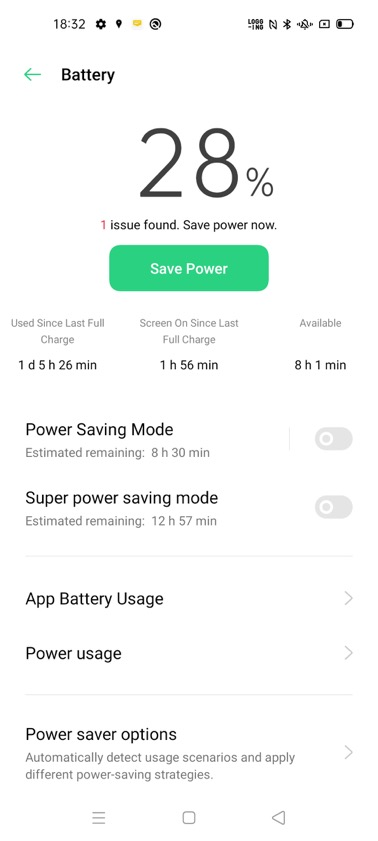 18:32
LOGG
-ING
Battery
28%
1 issue found. Save power now.
Save Power
Used Since Last Full
Charge
1 d 5 h 26 min
Screen On Since Last
Full Charge
1 h 56 min
Available
8 h 1 min
Power Saving Mode
Estimated remaining:  8 h 30 min
Super power saving mode
Estimated remaining:  12 h 57 min
App Battery Usage
Power usage
Power saver options
Automatically detect usage scenarios and apply
different power-saving strategies.